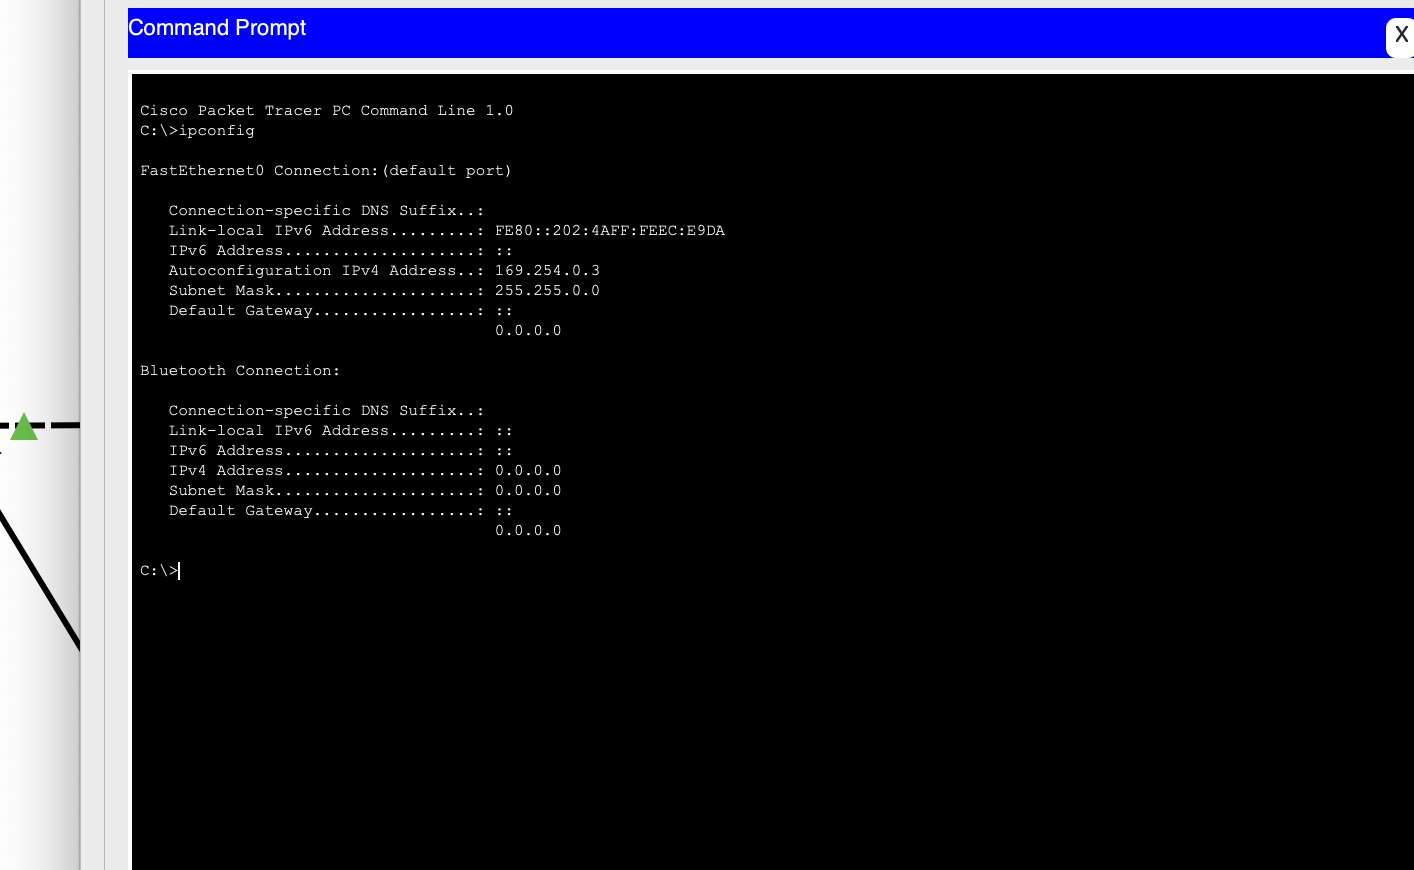 Command Prompt
X
Cisco Packet Tracer PC Command Line 1.0
C:\>ipconfig
FastEthernet0 Connection:(default port)
Connection-specific DNS Suffix..:
Link-local IPv6 Address.........: FE80::202:4AFF:FEEC:E9DA
IPv6 Address....................: ::
Autoconfiguration IPv4 Address..: 169.254.0.3
Subnet Mask.....................: 255.255.0.0
Default Gateway.................: ::
0.0.0.0
Bluetooth Connection:
Connection-specific DNS Suffix..:
Link-local IPv6 Address.........: ::
IPv6 Address....................: ::
IPv4 Address....................: 0.0.0.0
Subnet Mask.....................: 0.0.0.0
Default Gateway.................: ::
0.0.0.0
C:\>